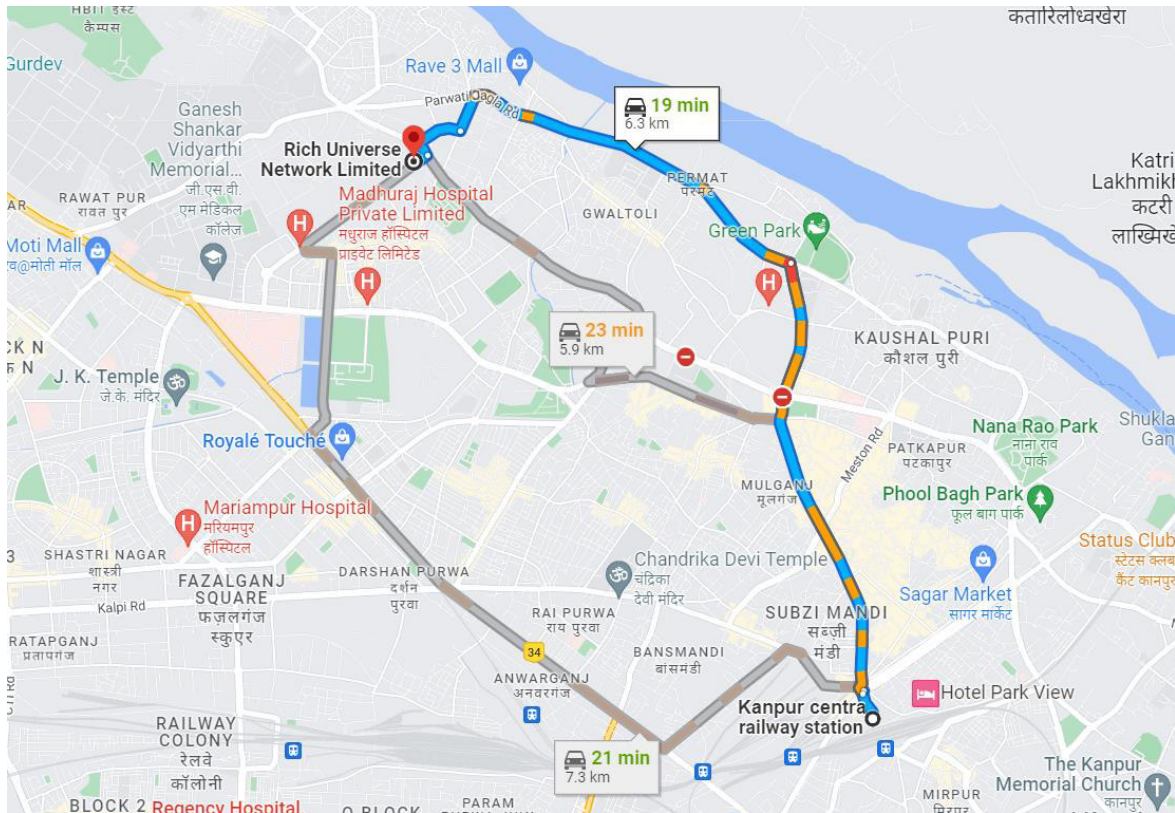 HBIT ईस्ट
कैम्पस
कतारिलोध्वखेरा
Gurdev
Rave 3 Mall
Parwati Bagla Rd
19 min
6.3 km
Ganesh
Shankar
Vidyarthi
Memorial...
जी.एस.वी.
एम मेडिकल
कॉलेज
Rich Universe
Network Limited
Katri
Lakhmikh
कटरी
PERMAT
परमट
RAWAT PUR
रावत पुर
Madhuraj Hospital
Private Limited
मधुराज हॉस्पिटल
प्राइवेट लिमिटेड
GWALTOLI
Green Park
Moti Mall
व@मोती मॉल
H
H
H
23 min
5.9 km
KAUSHAL PURI
कौशल पुरी
J. K. Temple
जे.के. मंदिर
Royalé Touché
Meston Rd
Nana Rao Park
नाना राव
पार्क
Shukla
PATKAPUR
पटकापुर
MULGANJ
मूलगंज
Phool Bagh Park
फूल बाग पार्क
H
Mariampur Hospital
मरियमपुर
हॉस्पिटल
Status Club
स्टेटस क्लब
कैंट कानपुर
SHASTRI NAGAR
शास्त्री
नगर
Kalpi Rd
FAZALGANJ
SQUARE
फज़लगंज
स्कुएर
DARSHAN PURWA
दर्शन
पुरवा
Chandrika Devi Temple
चंद्रिका
देवी मंदिर
Sagar Market
सागर मार्केट
RAI PURWA
राय पुरवा
SUBZI MANDI
सब्ज़ी
मंडी
RATAPGANJ
प्रतापगंज
34
BANSMANDI
बांसमंडी
ANWARGANJ
अनवरगंज
Kanpur centra
railway station
Hotel Park View
RAILWAY
COLONY
रेलवे
कॉलोनी
21 min
7.3 km
The Kanpur
Memorial Church
कानपुर
MIRPUR
BLOCK 2
Regency Hospital
PARAM